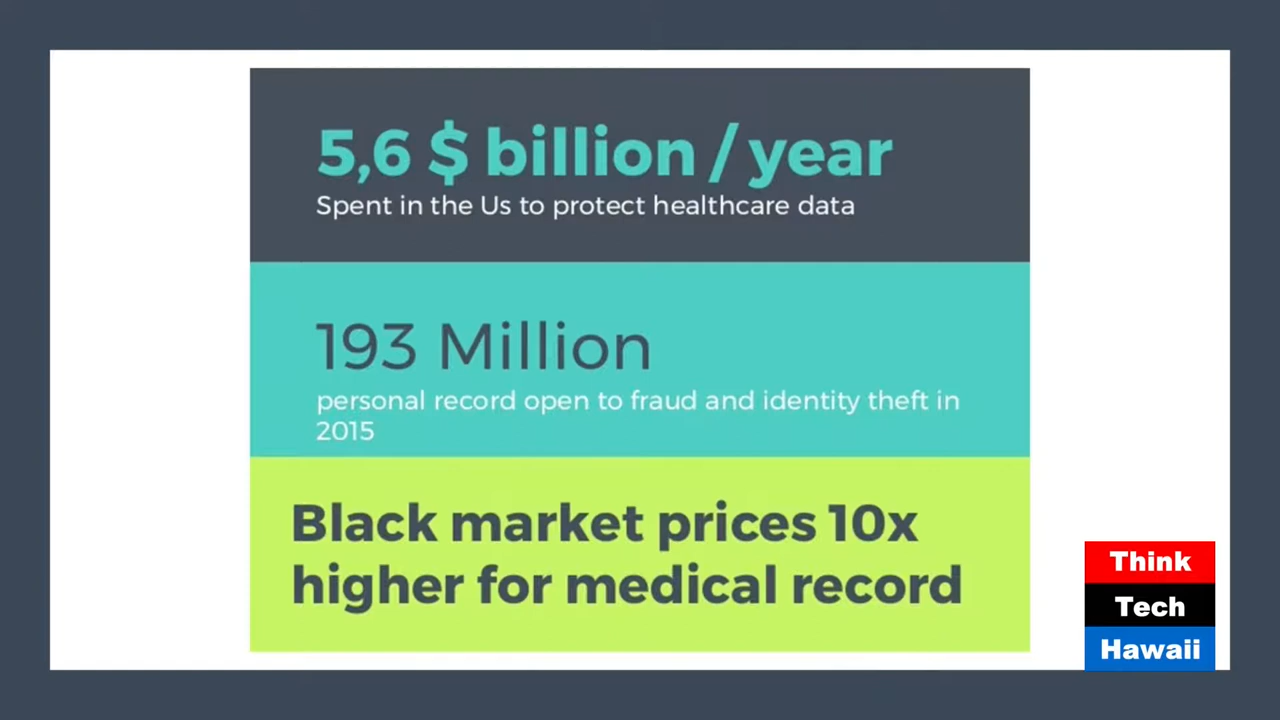 5,6 $ billion / year
Spent in the Us to protect healthcare data
193 Million
personal record open to fraud and identity theft in
2015
Black market prices 10x
higher for medical record
Think
Tech
Hawaii